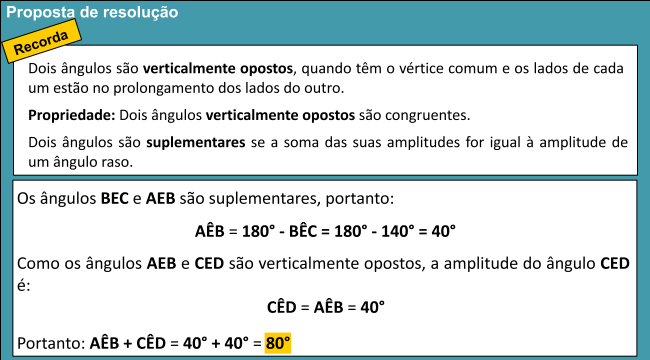 Proposta de resolução
Recorda
Dois ângulos são verticalmente opostos, quando têm o vértice comum e os lados de cada
um estão no prolongamento dos lados do outro.
Propriedade: Dois ângulos verticalmente opostos são congruentes.
Dois ângulos são suplementares se a soma das suas amplitudes for igual à amplitude de
um ângulo raso.
Os ângulos BEC e AEB são suplementares, portanto:
AÊB = 180° - BÊC = 180° - 140° = 40°
Como os ângulos AEB e CED são verticalmente opostos, a amplitude do ângulo CED
é:
CÊD = AÊB = 40°
Portanto: AÊB + CÊD = 40° + 40° = 80°